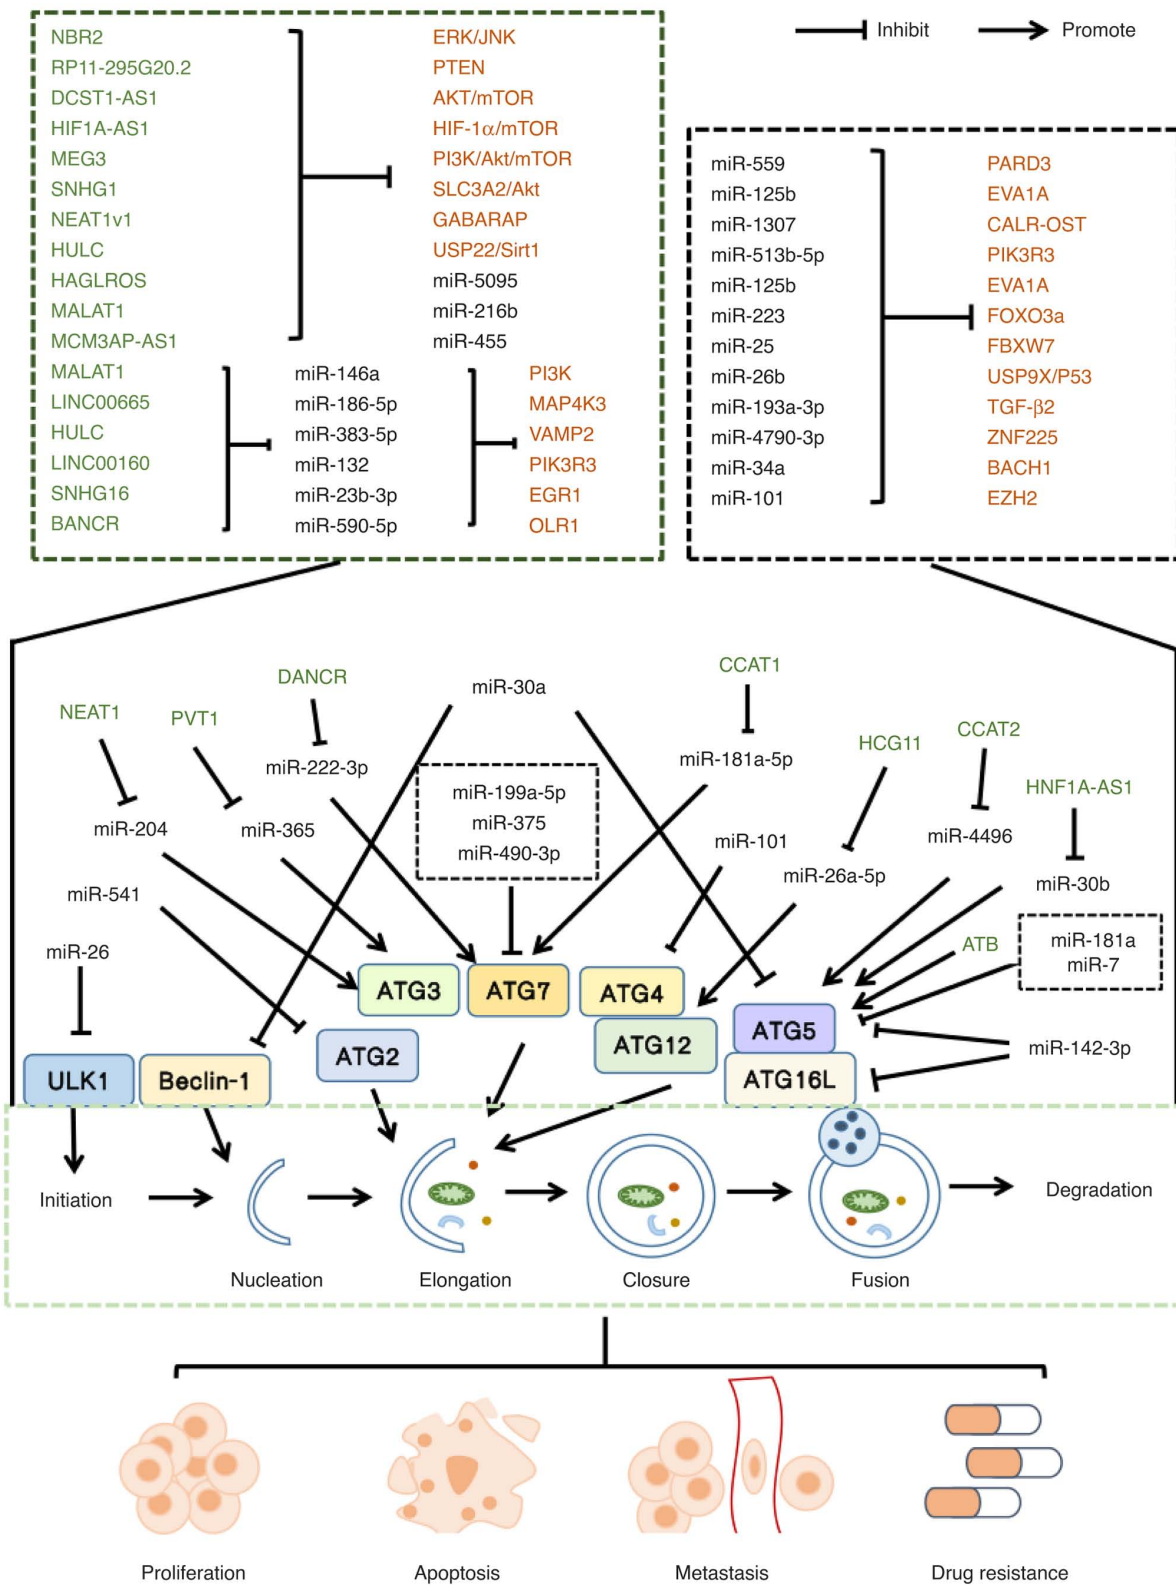 Inhibit
Promote
NBR2
RP11-295G20.2
DCST1-AS1
HIF1A-AS1
MEG3
SNHG1
NEAT1v1
HULC
HAGLROS
MALAT1
MCM3AP-AS1
ERK/JNK
PTEN
AKT/mTOR
HIF-1α/mTOR
PI3K/Akt/mTOR
SLC3A2/Akt
GABARAP
USP22/Sirt1
miR-5095
miR-216b
miR-455
MALAT1
LINC00665
HULC
LINC00160
SNHG16
BANCR
miR-146a
miR-186-5p
miR-383-5p
miR-132
miR-23b-3p
miR-590-5p
PI3K
MAP4K3
VAMP2
PIK3R3
EGR1
OLR1
miR-559
miR-125b
miR-1307
miR-513b-5p
miR-125b
miR-223
miR-25
miR-26b
miR-193a-3p
miR-4790-3p
miR-34a
miR-101
PARD3
EVA1A
CALR-OST
PIK3R3
EVA1A
FOXO3a
FBXW7
USP9X/P53
TGF-β2
ZNF225
BACH1
EZH2
NEAT1
PVT1
DANCR
miR-30a
CCAT1
HCG11
CCAT2
HNF1A-AS1
miR-222-3p
miR-181a-5p
miR-204
miR-365
miR-199a-5p
miR-375
miR-490-3p
miR-101
miR-26a-5p
miR-4496
miR-30b
miR-541
miR-26
ATB
miR-181a
miR-7
miR-142-3p
ATG3
ATG7
ATG4
ATG12
ATG5
ATG16L
ATG2
ULK1
Beclin-1
Initiation
Nucleation
Elongation
Closure
Fusion
Degradation
Proliferation
Apoptosis
Metastasis
Drug resistance